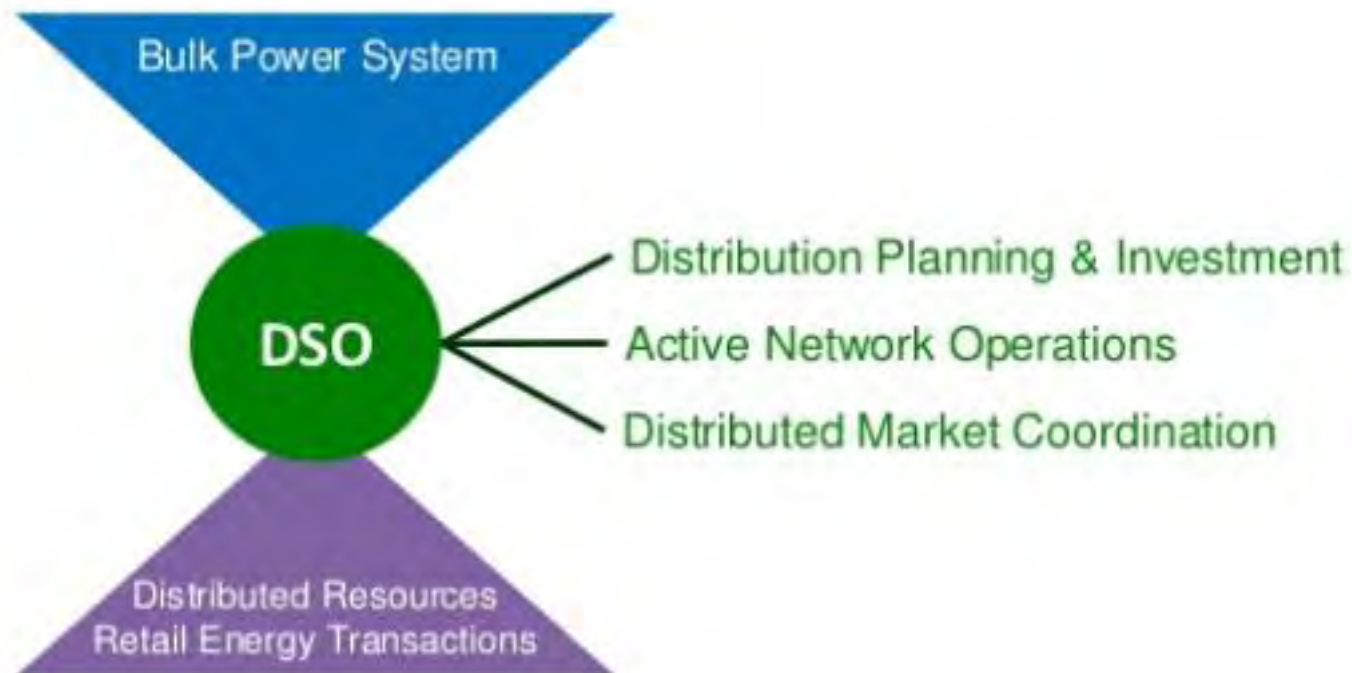 Bulk Power System
DSO
Distribution Planning & Investment
Active Network Operations
Distributed Market Coordination
Distributed Resources
Retail Energy Transactions